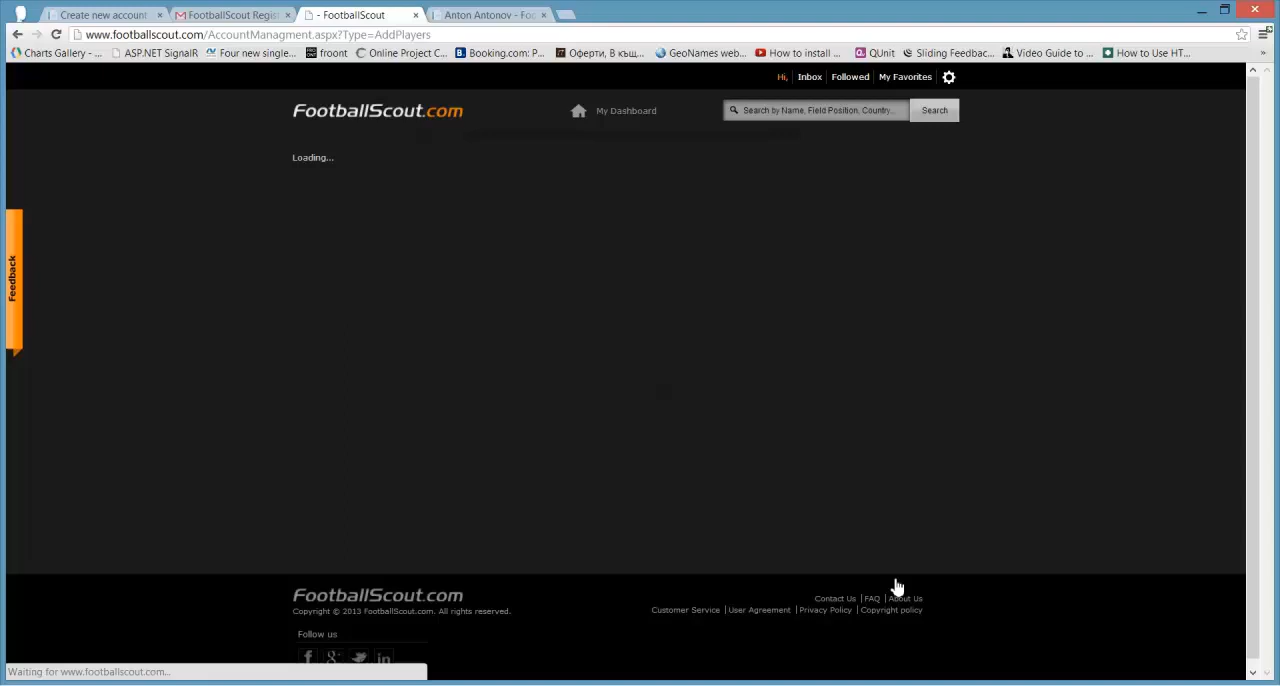 Create new account
FootballScout Regist
- FootballScout
Anton Antonov - Foo
www.footballscout.com/AccountManagment.aspx?Type=AddPlayers
Charts Gallery - ...
ASP.NET SignalR
Four new single...
froont
Online Project C...
Booking.com: P...
Оферти, В къщ...
GeoNames web...
How to install ...
QUnit
Sliding Feedbac...
Video Guide to ...
How to Use HT...
Hi,
Inbox
Followed
My Favorites
FootballScout.com
My Dashboard
Search by Name, Field Position, Country...
Search
Loading...
Feedback
FootballScout.com
Copyright © 2013 FootballScout.com. All rights reserved.
Contact Us | FAQ | About Us
Customer Service | User Agreement | Privacy Policy | Copyright policy
Follow us
Waiting for www.footballscout.com...